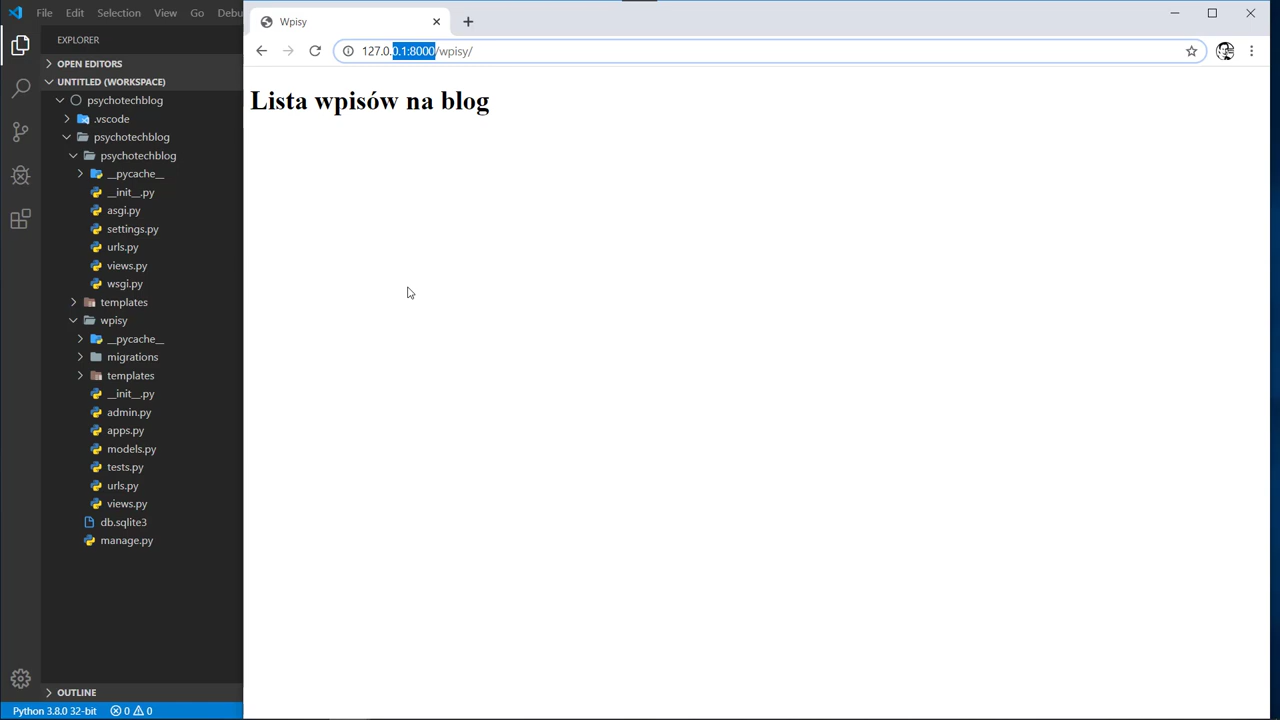 File Edit Selection View Go Debu
EXPLORER
OPEN EDITORS
UNTITLED (WORKSPACE)
psychotechblog
.vscode
psychotechblog
psychotechblog
__pycache__
__init__.py
asgi.py
settings.py
urls.py
views.py
wsgi.py
templates
wpisy
__pycache__
migrations
templates
__init__.py
admin.py
apps.py
models.py
tests.py
urls.py
views.py
db.sqlite3
manage.py
OUTLINE
Python 3.8.0 32-bit 0 0
Wpisy
127.0.0.1:8000/wpisy/
Lista wpisów na blog